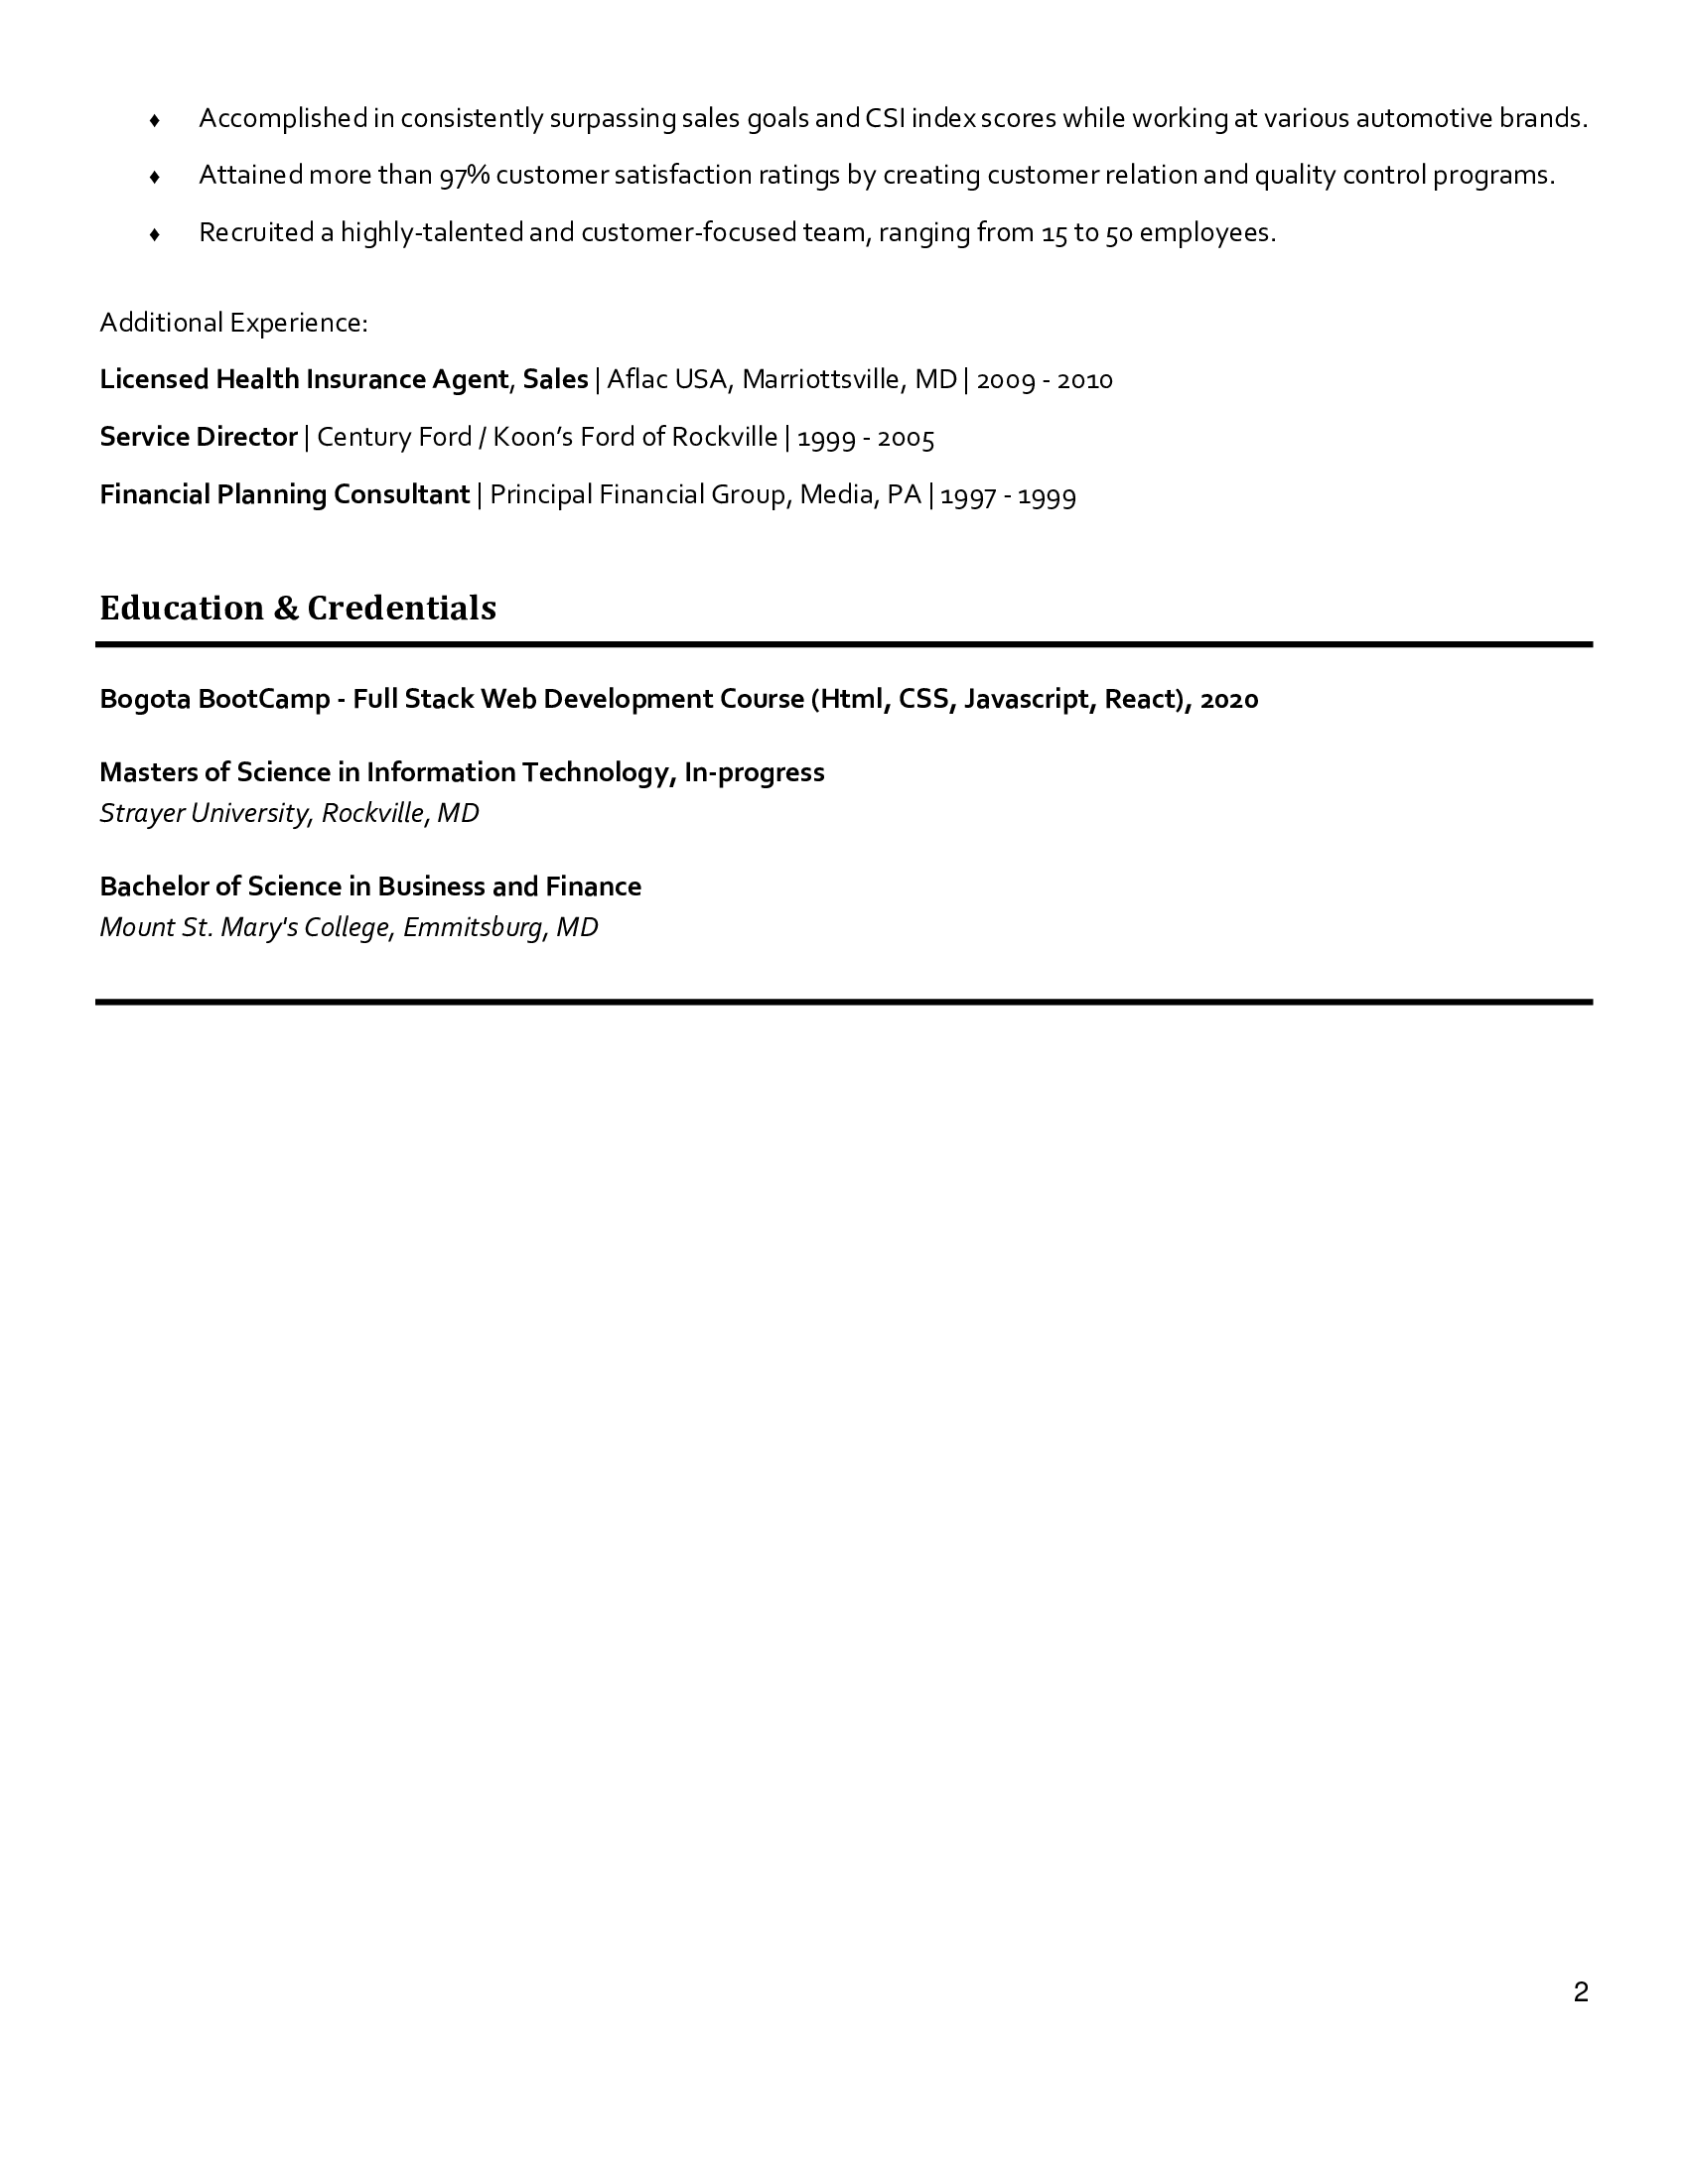 ♦ Accomplished in consistently surpassing sales goals and CSI index scores while working at various automotive brands.
♦ Attained more than 97% customer satisfaction ratings by creating customer relation and quality control programs.
♦ Recruited a highly-talented and customer-focused team, ranging from 15 to 50 employees.
Additional Experience:
Licensed Health Insurance Agent, Sales | Aflac USA, Marriottsville, MD | 2009 - 2010
Service Director | Century Ford / Koon’s Ford of Rockville | 1999 - 2005
Financial Planning Consultant | Principal Financial Group, Media, PA | 1997 - 1999
Education & Credentials
Bogota BootCamp - Full Stack Web Development Course (Html, CSS, Javascript, React), 2020
Masters of Science in Information Technology, In-progress
Strayer University, Rockville, MD
Bachelor of Science in Business and Finance
Mount St. Mary's College, Emmitsburg, MD
2